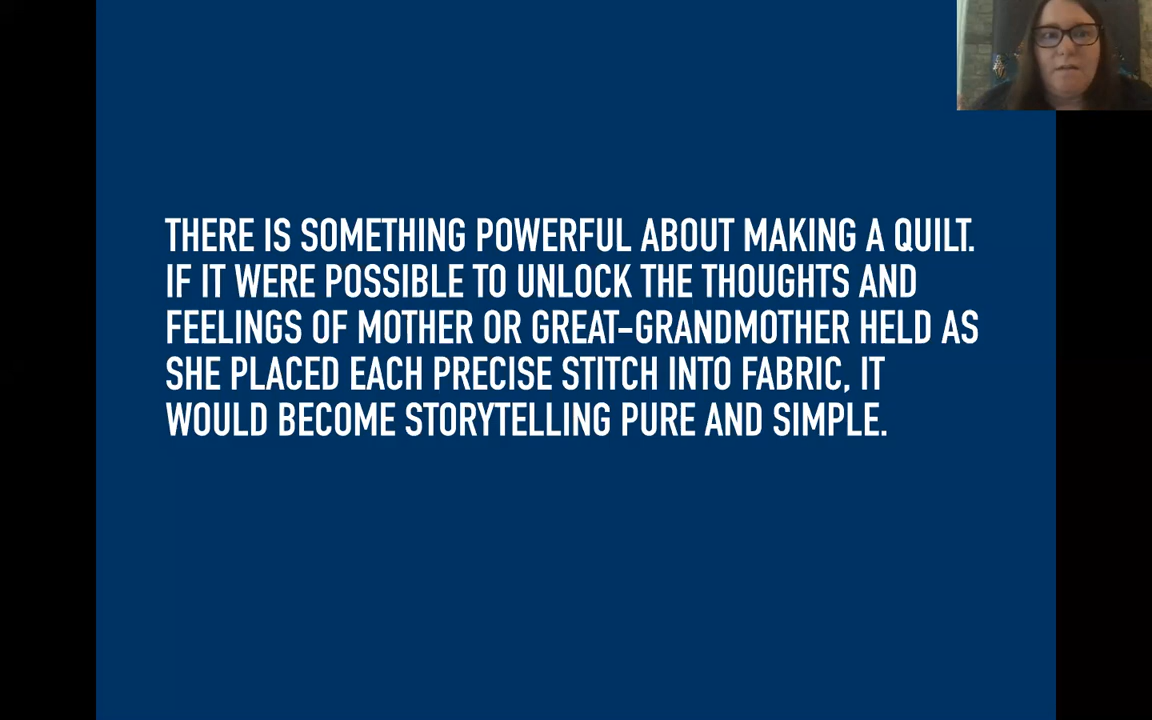 THERE IS SOMETHING POWERFUL ABOUT MAKING A QUILT.
IF IT WERE POSSIBLE TO UNLOCK THE THOUGHTS AND
FEELINGS OF MOTHER OR GREAT-GRANDMOTHER HELD AS
SHE PLACED EACH PRECISE STITCH INTO FABRIC, IT
WOULD BECOME STORYTELLING PURE AND SIMPLE.